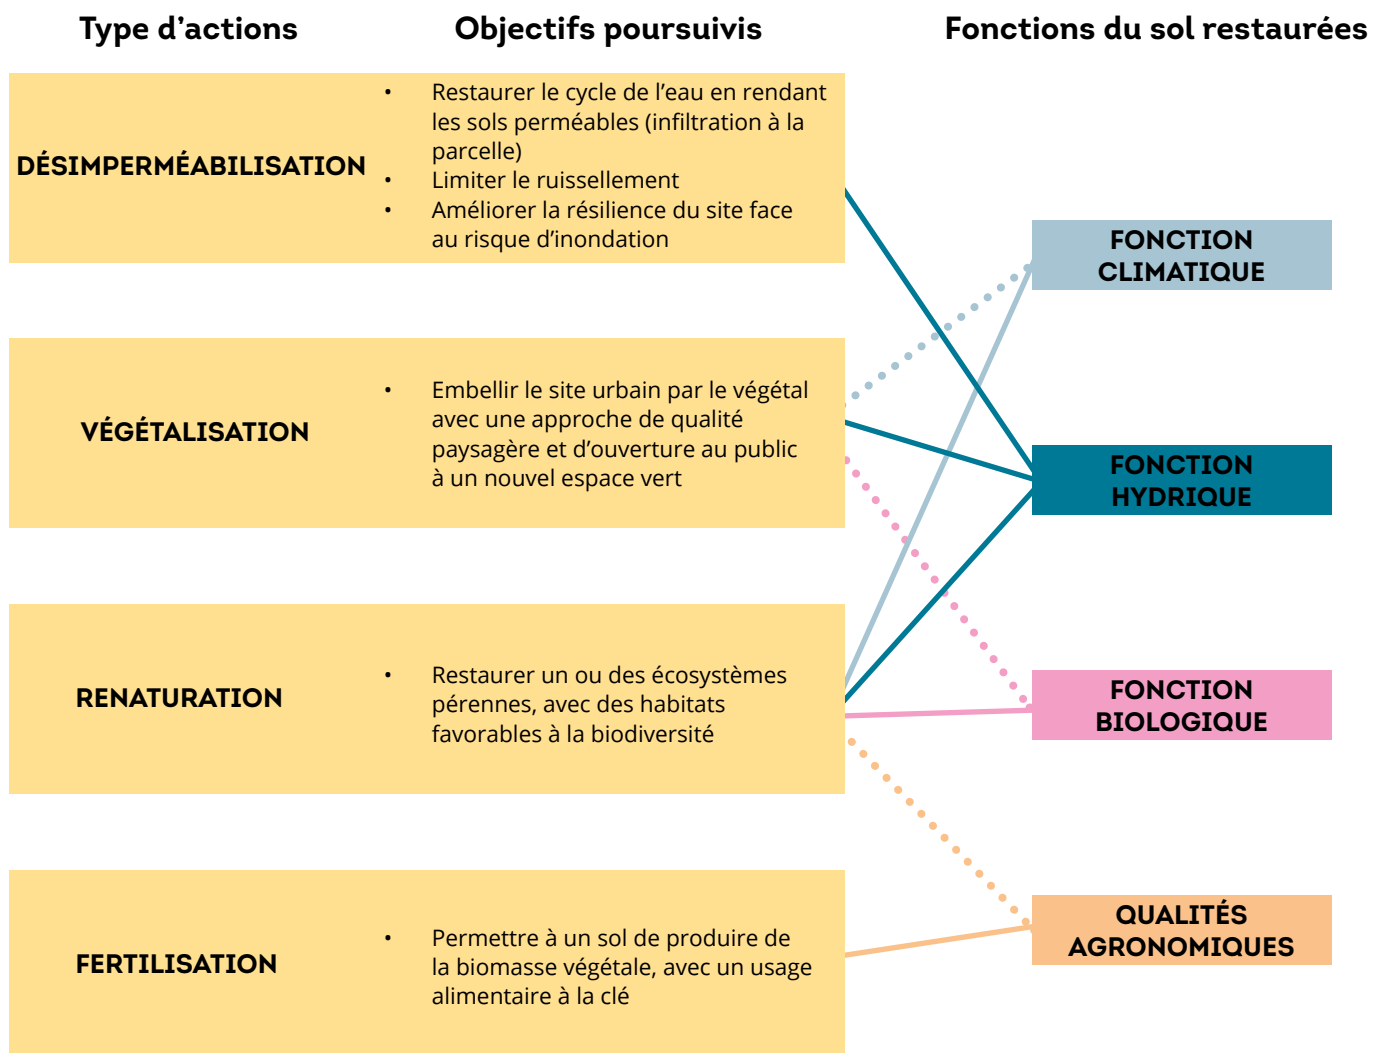 Type d’actions
Objectifs poursuivis
Fonctions du sol restaurées
DÉSIMPERMÉABILISATION
• Restaurer le cycle de l’eau en rendant
les sols perméables (infiltration à la
parcelle)
• Limiter le ruissellement
• Améliorer la résilience du site face
au risque d’inondation
VÉGÉTALISATION
• Embellir le site urbain par le végétal
avec une approche de qualité
paysagère et d’ouverture au public
à un nouvel espace vert
RENATURATION
• Restaurer un ou des écosystèmes
pérennes, avec des habitats
favorables à la biodiversité
FERTILISATION
• Permettre à un sol de produire de
la biomasse végétale, avec un usage
alimentaire à la clé
FONCTION
CLIMATIQUE
FONCTION
HYDRIQUE
FONCTION
BIOLOGIQUE
QUALITÉS
AGRONOMIQUES